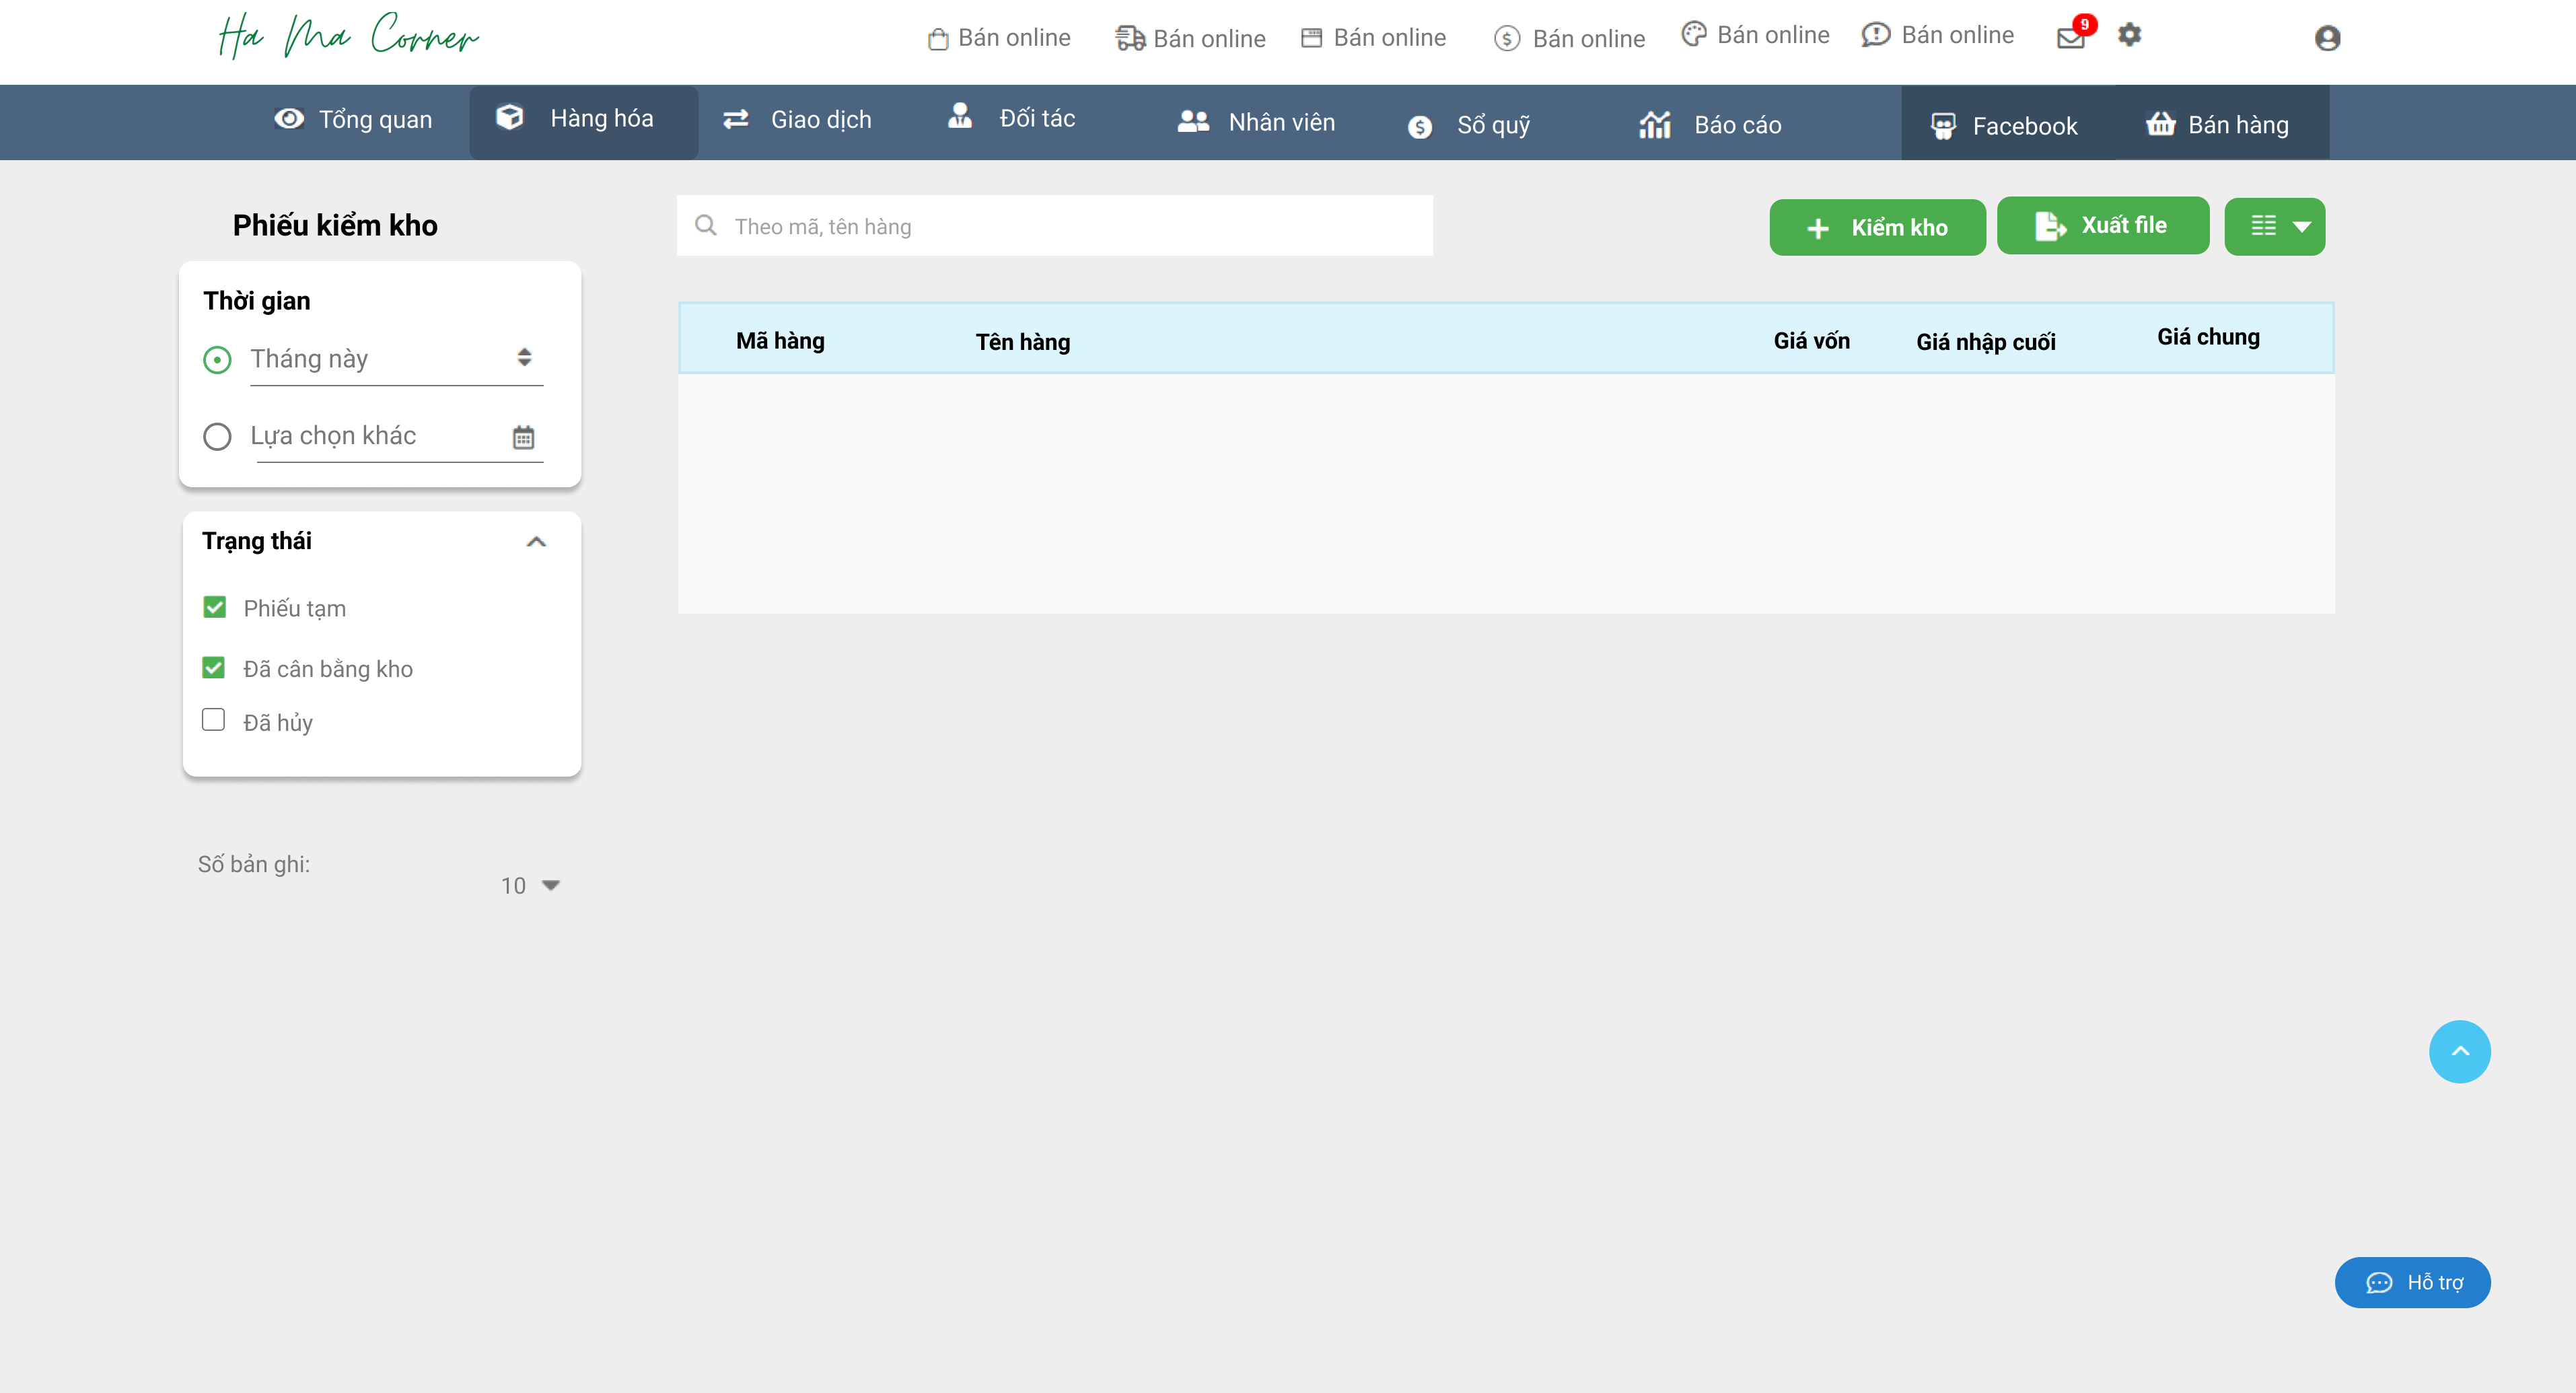 Ha Ma Corner
Bán online
Bán online
Bán online
Bán online
Bán online
Bán online
9
Tổng quan
Hàng hóa
Giao dịch
Đối tác
Nhân viên
Sổ quỹ
Báo cáo
Facebook
Bán hàng
Phiếu kiểm kho
Theo mã, tên hàng
Kiểm kho
Xuất file
Thời gian
Tháng này
Lựa chọn khác
Mã hàng
Tên hàng
Giá vốn
Giá nhập cuối
Giá chung
Trạng thái
Phiếu tạm
Đã cân bằng kho
Đã hủy
Số bản ghi:
10
Hỗ trợ